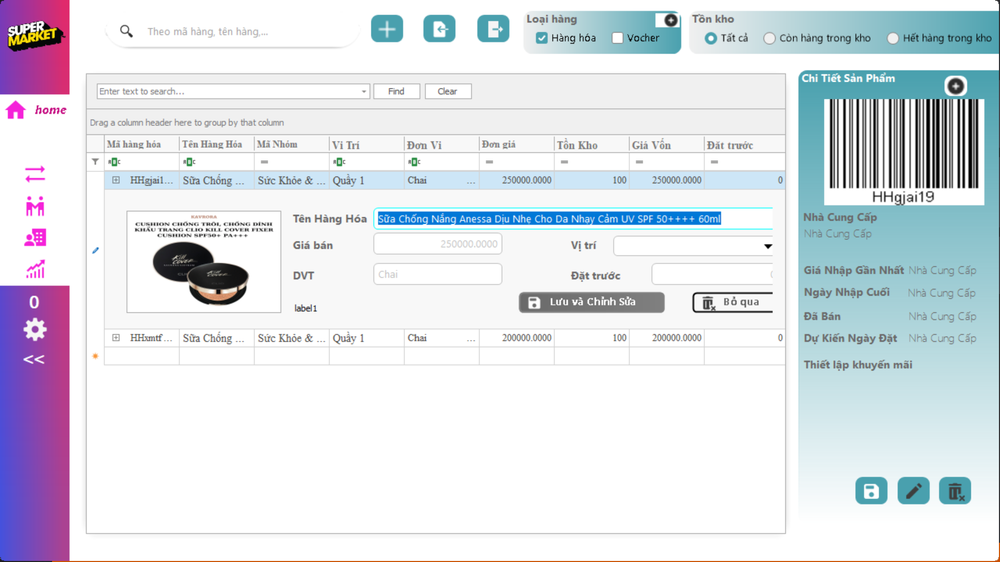 SUPER
MARKET
Theo mã hàng, tên hàng,...
Loại hàng
Hàng hóa
Vocher
Tồn kho
Tất cả
Còn hàng trong kho
Hết hàng trong kho
home
0
<<
Enter text to search...
Find
Clear
Drag a column header here to group by that column
Mã hàng hóa Tên Hàng Hóa Mã Nhóm Vị Trí Đơn Vị Đơn giá Tồn Kho Giá Vốn Đặt trước
ABC ABC = ABC ABC = = = =
HHgjai1... Sữa Chống ... Sức Khỏe & ... Quầy 1 Chai ... 250000.0000 100 250000.0000 0
KAVRORA
CUSHION CHỐNG TRÔI, CHỐNG DÍNH
KHẨU TRANG CLIO KILL COVER FIXER
CUSHION SPF50+ PA+++
Kill
COVER
Kill
COVER
Tên Hàng Hóa Sữa Chống Nắng Anessa Dịu Nhẹ Cho Da Nhạy Cảm UV SPF 50++++ 60ml
Giá bán 250000.0000 Vị trí
DVT Chai Đặt trước
label1
Lưu và Chỉnh Sửa
Bỏ qua
HHxmtf ... Sữa Chống ... Sức Khỏe & ... Quầy 1 Chai ... 200000.0000 100 200000.0000 0
Chi Tiết Sản Phẩm
HHgjai19
Nhà Cung Cấp
Nhà Cung Cấp
Giá Nhập Gần Nhất Nhà Cung Cấp
Ngày Nhập Cuối Nhà Cung Cấp
Đã Bán Nhà Cung Cấp
Dự Kiến Ngày Đặt Nhà Cung Cấp
Thiết lập khuyến mãi